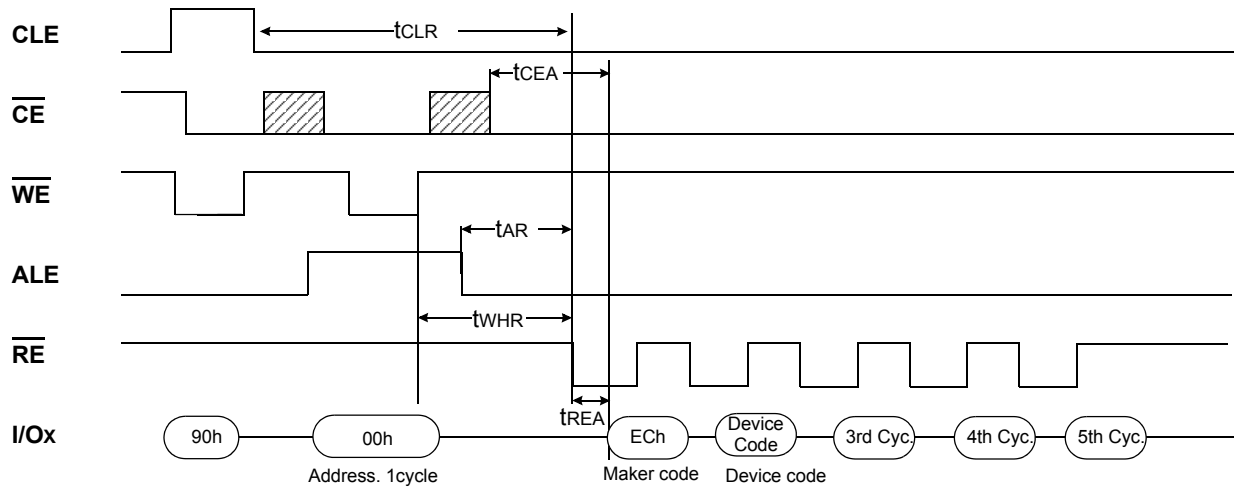 CLE
tCLR
tCEA
CE
WE
tAR
ALE
tWHR
RE
tREA
I/Ox
90h
00h
ECh
Device
Code
3rd Cyc.
4th Cyc.
5th Cyc.
Address. 1cycle
Maker code
Device code